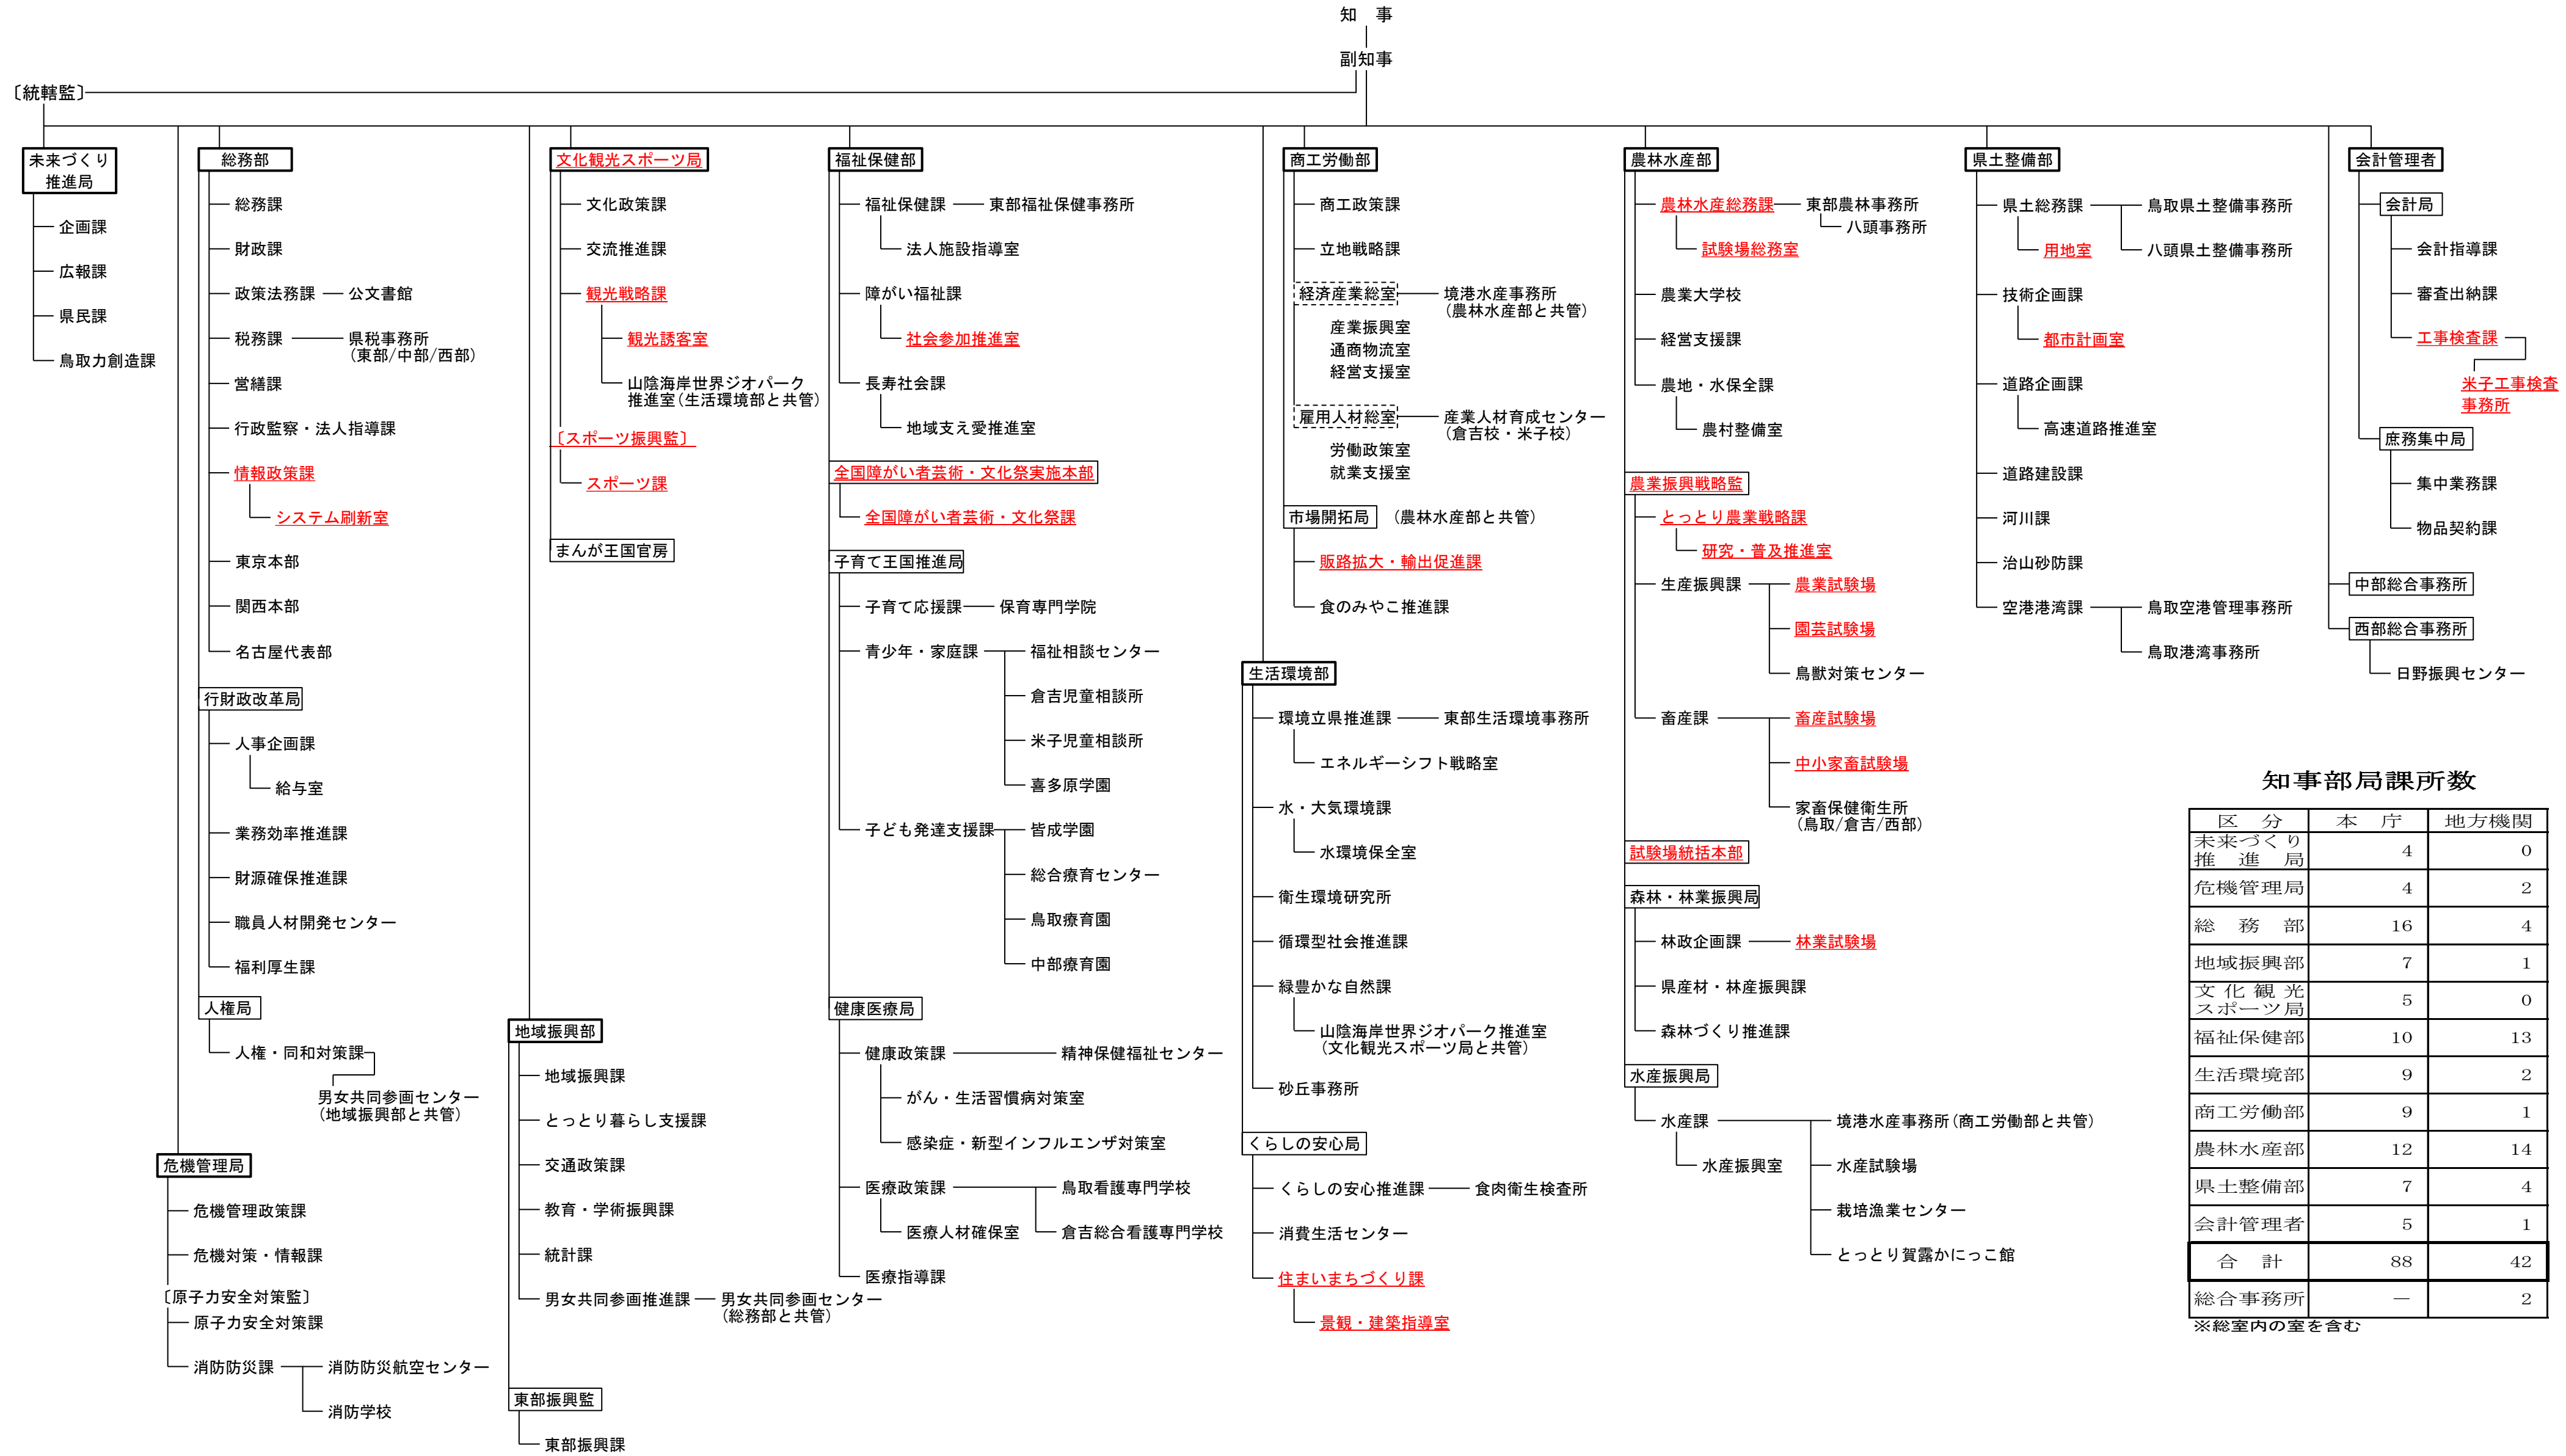 知　事
副知事
〔統轄監〕
未来づくり
推進局
企画課
広報課
県民課
鳥取力創造課
総務部
総務課
財政課
政策法務課
公文書館
税務課
県税事務所
（東部/中部/西部）
営繕課
行政監察・法人指導課
情報政策課
システム刷新室
東京本部
関西本部
名古屋代表部
行財政改革局
人事企画課
給与室
業務効率推進課
財源確保推進課
職員人材開発センター
福利厚生課
人権局
人権・同和対策課
男女共同参画センター
（地域振興部と共管）
危機管理局
危機管理政策課
危機対策・情報課
〔原子力安全対策監〕
原子力安全対策課
消防防災課
消防防災航空センター
消防学校
文化観光スポーツ局
文化政策課
交流推進課
観光戦略課
観光誘客室
山陰海岸世界ジオパーク
推進室（生活環境部と共管）
〔スポーツ振興監〕
スポーツ課
まんが王国官房
地域振興部
地域振興課
とっとり暮らし支援課
交通政策課
教育・学術振興課
統計課
男女共同参画推進課
男女共同参画センター
（総務部と共管）
東部振興監
東部振興課
福祉保健部
福祉保健課
東部福祉保健事務所
法人施設指導室
障がい福祉課
社会参加推進室
長寿社会課
地域支え愛推進室
全国障がい者芸術・文化祭実施本部
全国障がい者芸術・文化祭課
子育て王国推進局
子育て応援課
保育専門学院
青少年・家庭課
福祉相談センター
倉吉児童相談所
米子児童相談所
喜多原学園
子ども発達支援課
皆成学園
総合療育センター
鳥取療育園
中部療育園
健康医療局
健康政策課
精神保健福祉センター
がん・生活習慣病対策室
感染症・新型インフルエンザ対策室
医療政策課
鳥取看護専門学校
医療人材確保室
倉吉総合看護専門学校
医療指導課
商工労働部
商工政策課
立地戦略課
経済産業総室
境港水産事務所
（農林水産部と共管）
産業振興室
通商物流室
経営支援室
雇用人材総室
産業人材育成センター
（倉吉校・米子校）
労働政策室
就業支援室
市場開拓局
（農林水産部と共管）
販路拡大・輸出促進課
食のみやこ推進課
生活環境部
環境立県推進課
東部生活環境事務所
エネルギーシフト戦略室
水・大気環境課
水環境保全室
衛生環境研究所
循環型社会推進課
緑豊かな自然課
山陰海岸世界ジオパーク推進室
（文化観光スポーツ局と共管）
砂丘事務所
くらしの安心局
くらしの安心推進課
食肉衛生検査所
消費生活センター
住まいまちづくり課
景観・建築指導室
農林水産部
農林水産総務課
東部農林事務所
八頭事務所
試験場総務室
農業大学校
経営支援課
農地・水保全課
農村整備室
農業振興戦略監
とっとり農業戦略課
研究・普及推進室
生産振興課
農業試験場
園芸試験場
鳥獣対策センター
畜産課
畜産試験場
中小家畜試験場
家畜保健衛生所
（鳥取/倉吉/西部）
試験場統括本部
森林・林業振興局
林政企画課
林業試験場
県産材・林産振興課
森林づくり推進課
水産振興局
水産課
境港水産事務所（商工労働部と共管）
水産振興室
水産試験場
栽培漁業センター
とっとり賀露かにっこ館
県土整備部
県土総務課
鳥取県土整備事務所
用地室
八頭県土整備事務所
技術企画課
都市計画室
道路企画課
高速道路推進室
道路建設課
河川課
治山砂防課
空港港湾課
鳥取空港管理事務所
鳥取港湾事務所
会計管理者
会計局
会計指導課
審査出納課
工事検査課
米子工事検査
事務所
庶務集中局
集中業務課
物品契約課
中部総合事務所
西部総合事務所
日野振興センター
知事部局課所数
区　分　本　庁　地方機関
未来づくり
推　進　局　4　0
危機管理局　4　2
総　務　部　16　4
地域振興部　7　1
文化観光
スポーツ局　5　0
福祉保健部　10　13
生活環境部　9　2
商工労働部　9　1
農林水産部　12　14
県土整備部　7　4
会計管理者　5　1
合　計　88　42
総合事務所　－　2
※総室内の室を含む